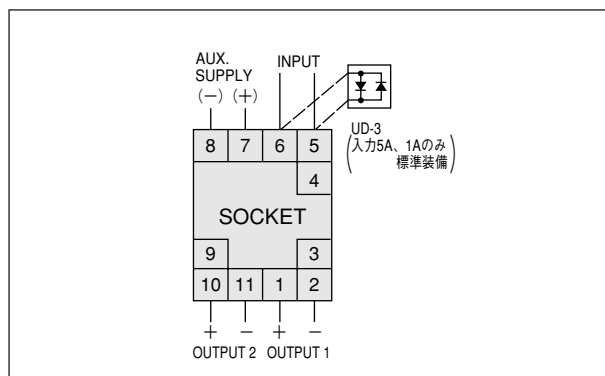 AUX.
SUPPLY
(−) (+)
INPUT
UD-3
(入力5A、1Aのみ
標準装備)
8 7 6 5
4
SOCKET
9 3
10 11 1 2
+ − + −
OUTPUT 2 OUTPUT 1